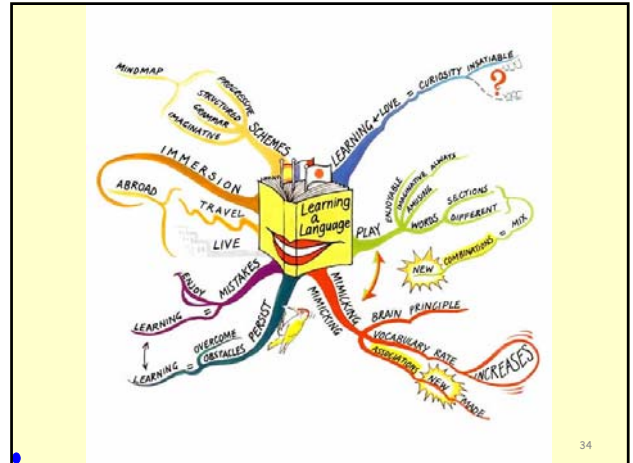 Learning
a
Language
LEARNING & LOVE = CURIOSITY INSATIABLE
?
PLAY
ENJOYABLE
IMAGINATIVE ALWAYS
AMUSING
WORDS
SECTIONS
DIFFERENT
= MIX
COMBINATIONS
NEW
MIMICKING
MIMICKING
BRAIN PRINCIPLE
VOCABULARY RATE
INCREASES
ASSOCIATIONS
NEW
MADE
PERSIST
OVERCOME
OBSTACLES
= LEARNING
MISTAKES
ENJOY
= LEARNING
IMMERSION
ABROAD
TRAVEL
LIVE
SCHEMES
PROGRESSIVE
STRUCTURED
GRAMMAR
IMAGINATIVE
MINDMAP
34